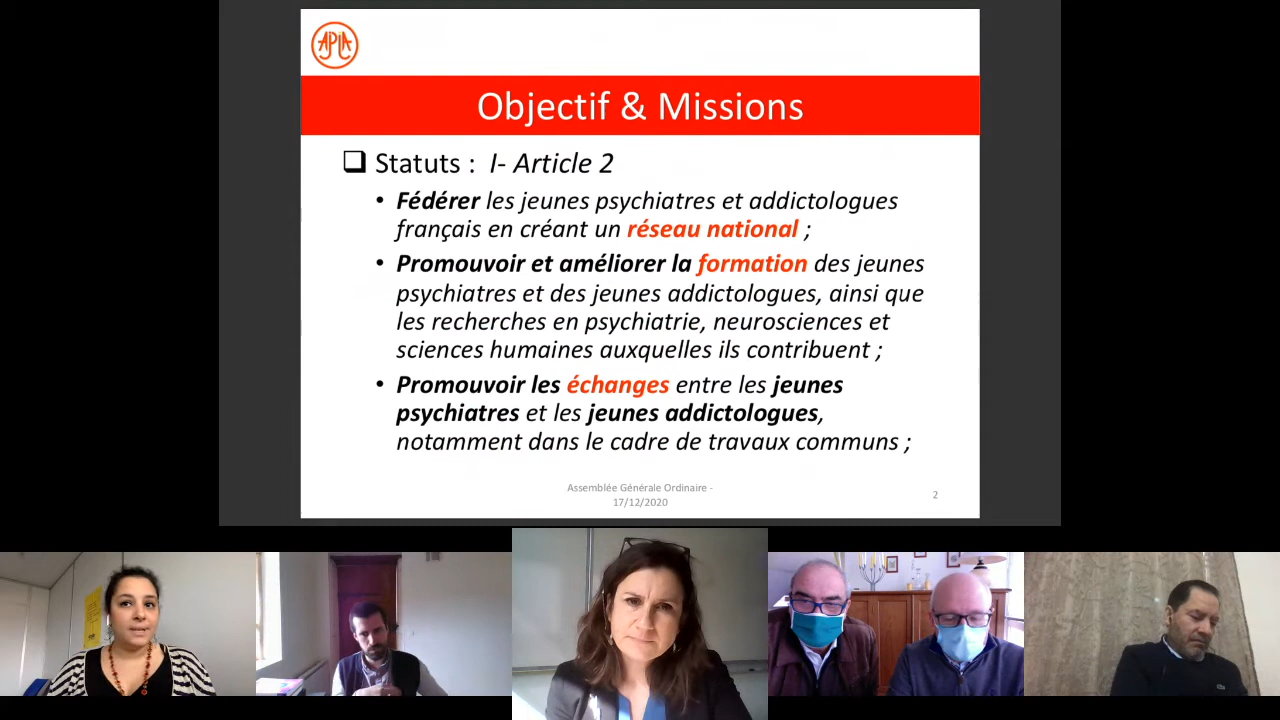 AJPJA
Objectif & Missions
Statuts : I- Article 2
• Fédérer les jeunes psychiatres et addictologues
français en créant un réseau national ;
• Promouvoir et améliorer la formation des jeunes
psychiatres et des jeunes addictologues, ainsi que
les recherches en psychiatrie, neurosciences et
sciences humaines auxquelles ils contribuent ;
• Promouvoir les échanges entre les jeunes
psychiatres et les jeunes addictologues,
notamment dans le cadre de travaux communs ;
Assemblée Générale Ordinaire -
17/12/2020
2